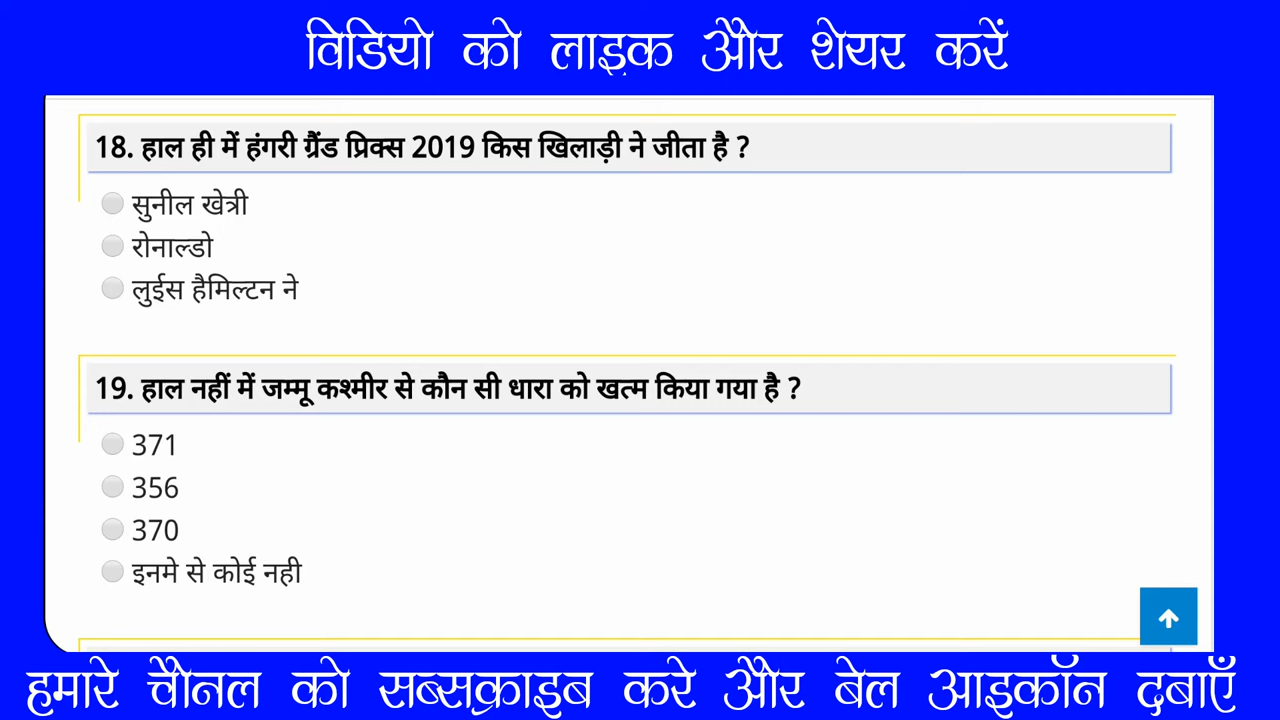 विडियो को लाइक और शेयर करें
18. हाल ही में हंगरी ग्रैंड प्रिक्स 2019 किस खिलाड़ी ने जीता है ?
सुनील खेत्री
रोनाल्डो
लुईस हैमिल्टन ने
19. हाल नहीं में जम्मू कश्मीर से कौन सी धारा को खत्म किया गया है ?
371
356
370
इनमे से कोई नही
हमारे चैनल को सब्सक्राइब करे और बेल आइकॉन दबाएँ